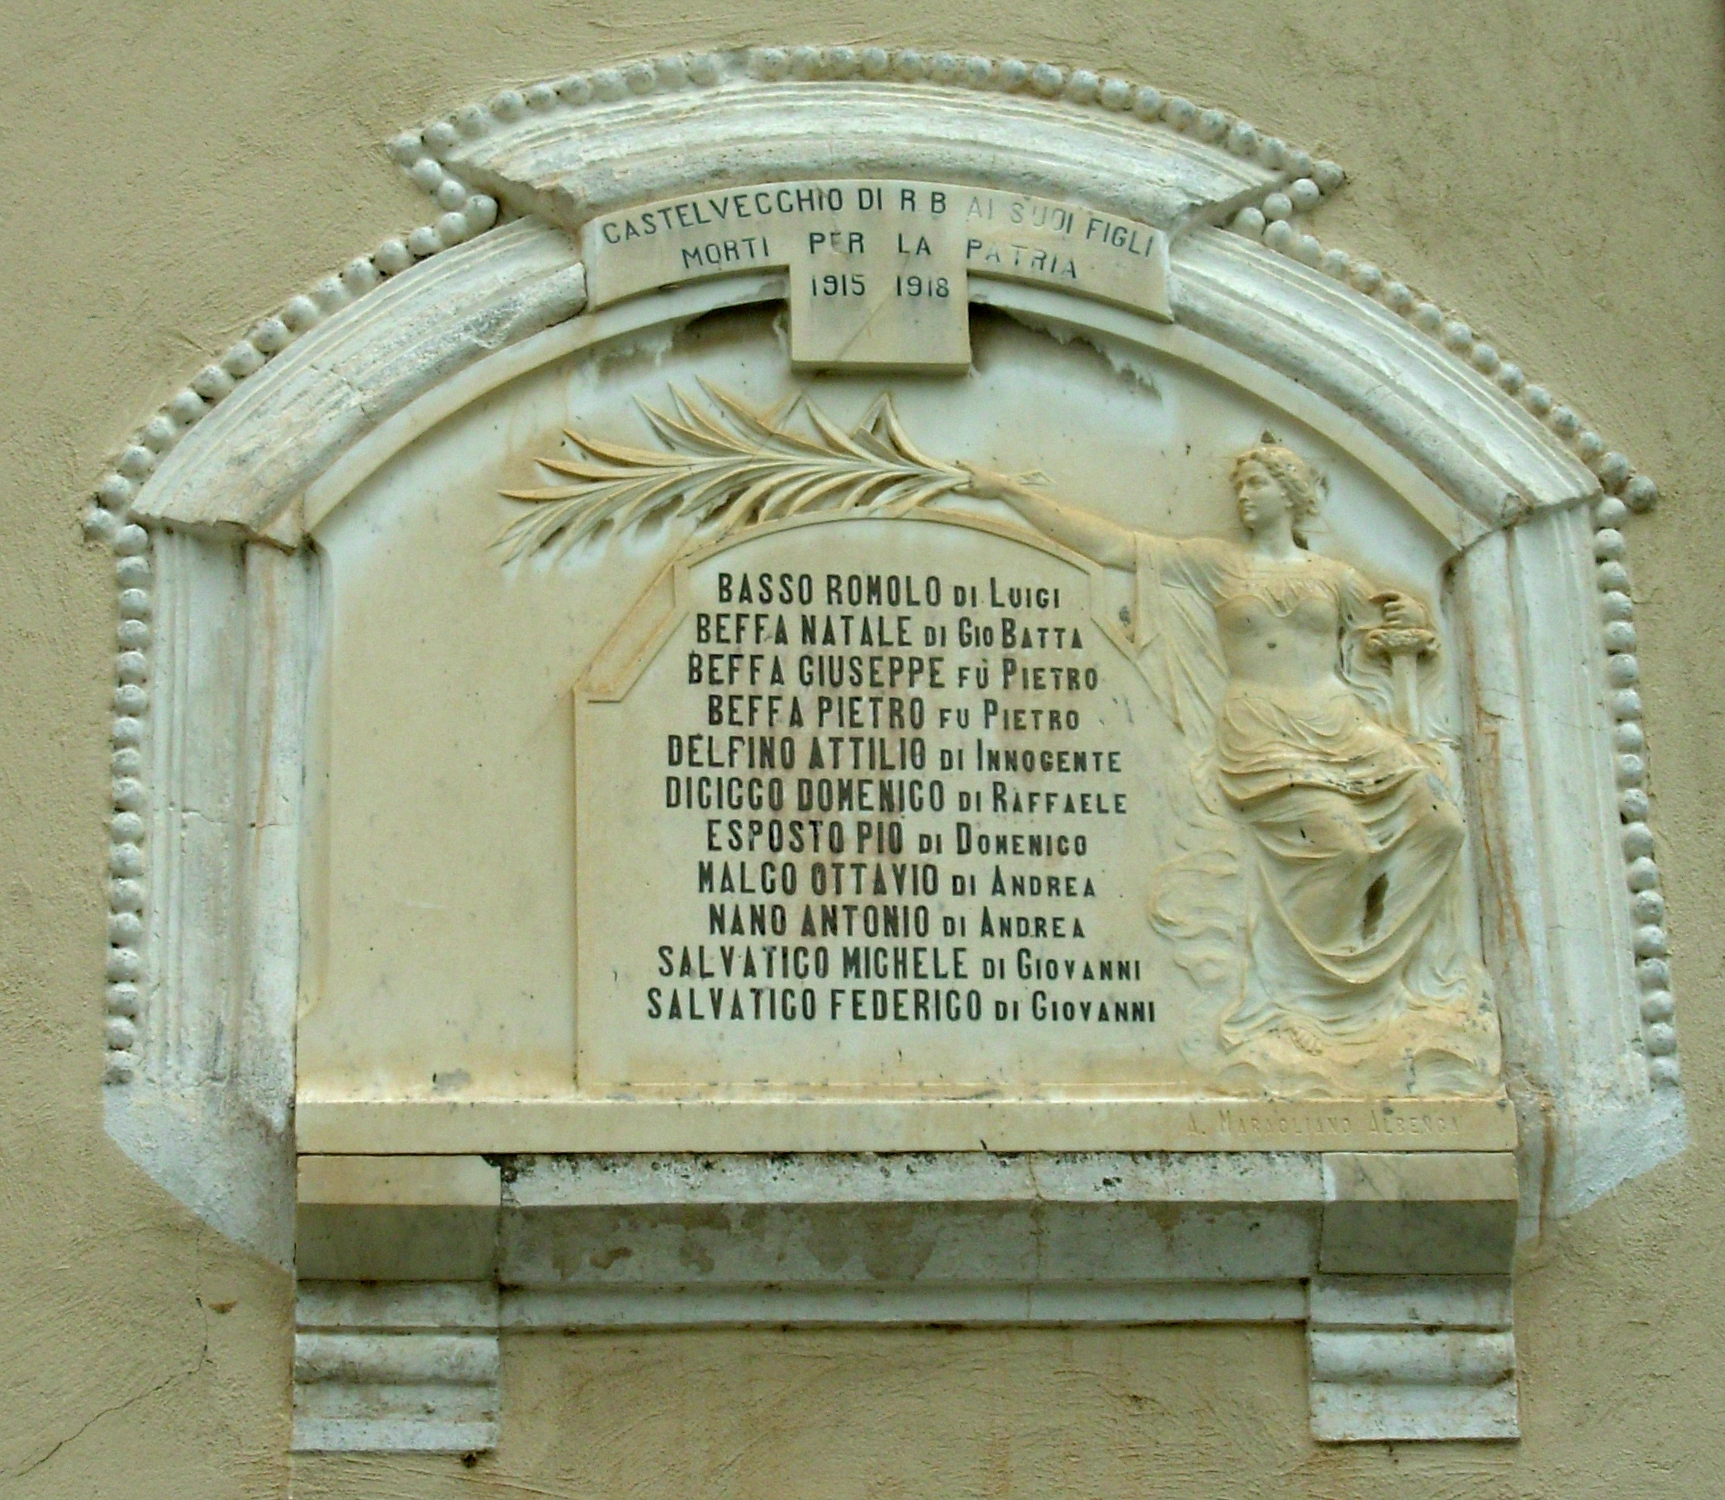 CASTELVECCHIO DI R B AI SUOI FIGLI
MORTI PER LA PATRIA
1915 1918
BASSO ROMOLO DI LUIGI
BEFFA NATALE DI GIO BATTA
BEFFA GIUSEPPE FU PIETRO
BEFFA PIETRO FU PIETRO
DELFINO ATTILIO DI INNOCENTE
DICICCO DOMENICO DI RAFFAELE
ESPOSTO PIO DI DOMENICO
MALCO OTTAVIO DI ANDREA
NANO ANTONIO DI ANDREA
SALVATICO MICHELE DI GIOVANNI
SALVATICO FEDERICO DI GIOVANNI
A. MARAGLIANO ALBENGA